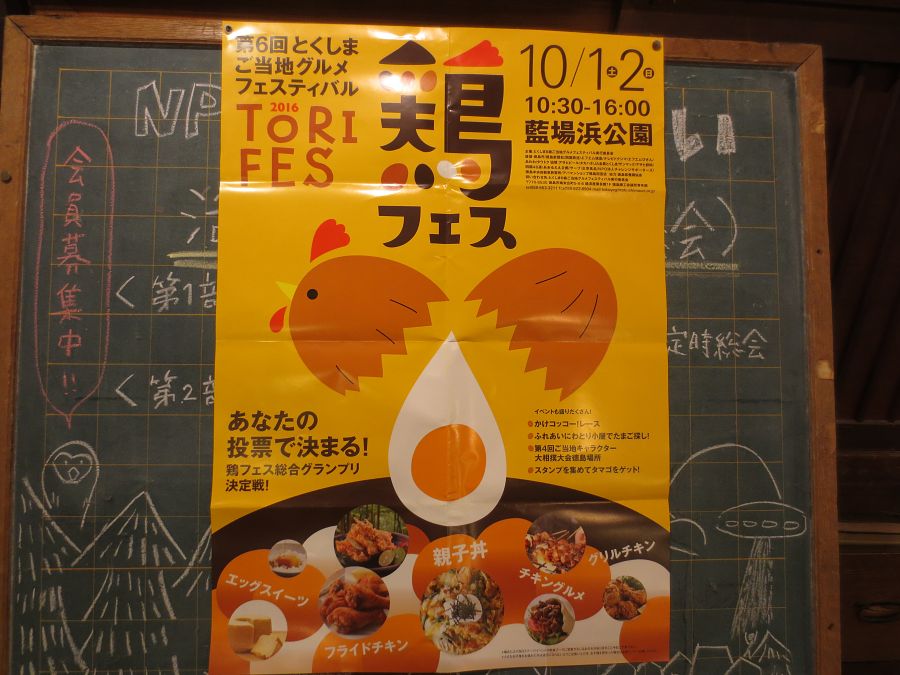 第6回とくしま
ご当地グルメ
フェスティバル
2016
TORI
FES
鶏
フェス
10/1土2日
10:30-16:00
藍場浜公園
あなたの
投票で決まる!
鶏フェス総合グランプリ
決定戦!
イベントも盛りだくさん!
かけコッコー!レース
ふれあいにわとり小屋でたまご探し!
第4回ご当地キャラクター
大相撲大会徳島場所
スタンプを集めてタマゴをゲット!
エッグスイーツ
フライドチキン
親子丼
チキングルメ
グリルチキン
NP
会員募集中!!
<第1部
<第2部
会)
定時総会